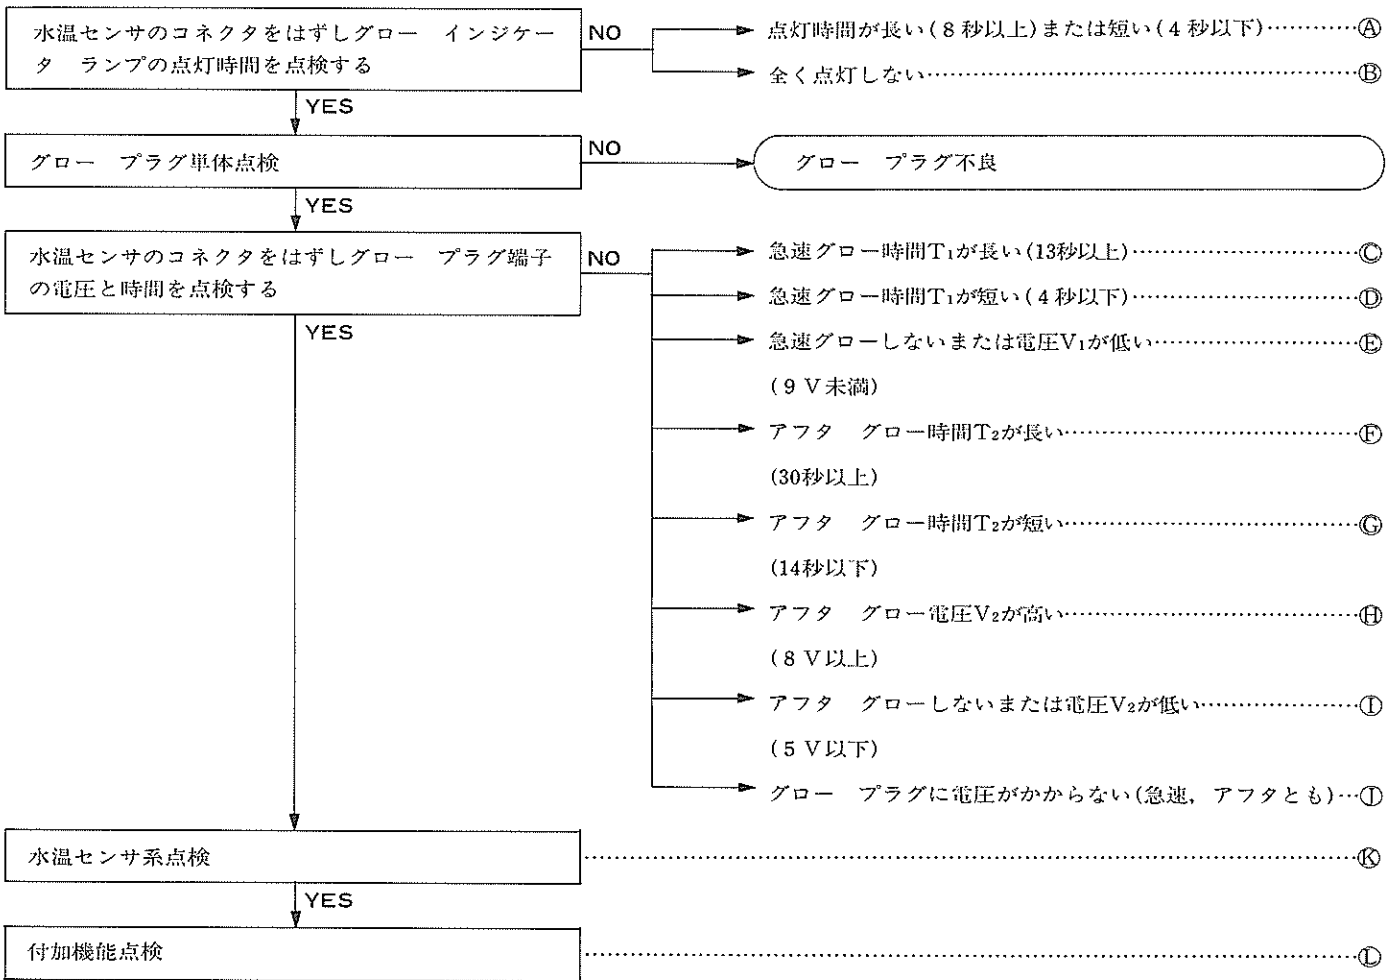 水温センサのコネクタをはずしグロー　インジケー
タ　ランプの点灯時間を点検する
NO
点灯時間が長い(8秒以上)または短い(4秒以下)…………Ⓐ
全く点灯しない……………………………………………………Ⓑ
YES
グロー　プラグ単体点検
NO
グロー　プラグ不良
YES
水温センサのコネクタをはずしグロー　プラグ端子
の電圧と時間を点検する
NO
急速グロー時間T₁が長い(13秒以上)…………………………Ⓒ
急速グロー時間T₁が短い(4秒以下)…………………………Ⓓ
急速グローしないまたは電圧V₁が低い………………………Ⓔ
(9V未満)
アフタ　グロー時間T₂が長い…………………………………Ⓕ
(30秒以上)
アフタ　グロー時間T₂が短い…………………………………Ⓖ
(14秒以下)
アフタ　グロー電圧V₂が高い…………………………………Ⓗ
(8V以上)
アフタ　グローしないまたは電圧V₂が低い…………………Ⓘ
(5V以下)
グロー　プラグに電圧がかからない(急速，アフタとも)…Ⓙ
YES
水温センサ系点検
……………………………………………………………………Ⓚ
YES
付加機能点検
……………………………………………………………………Ⓛ